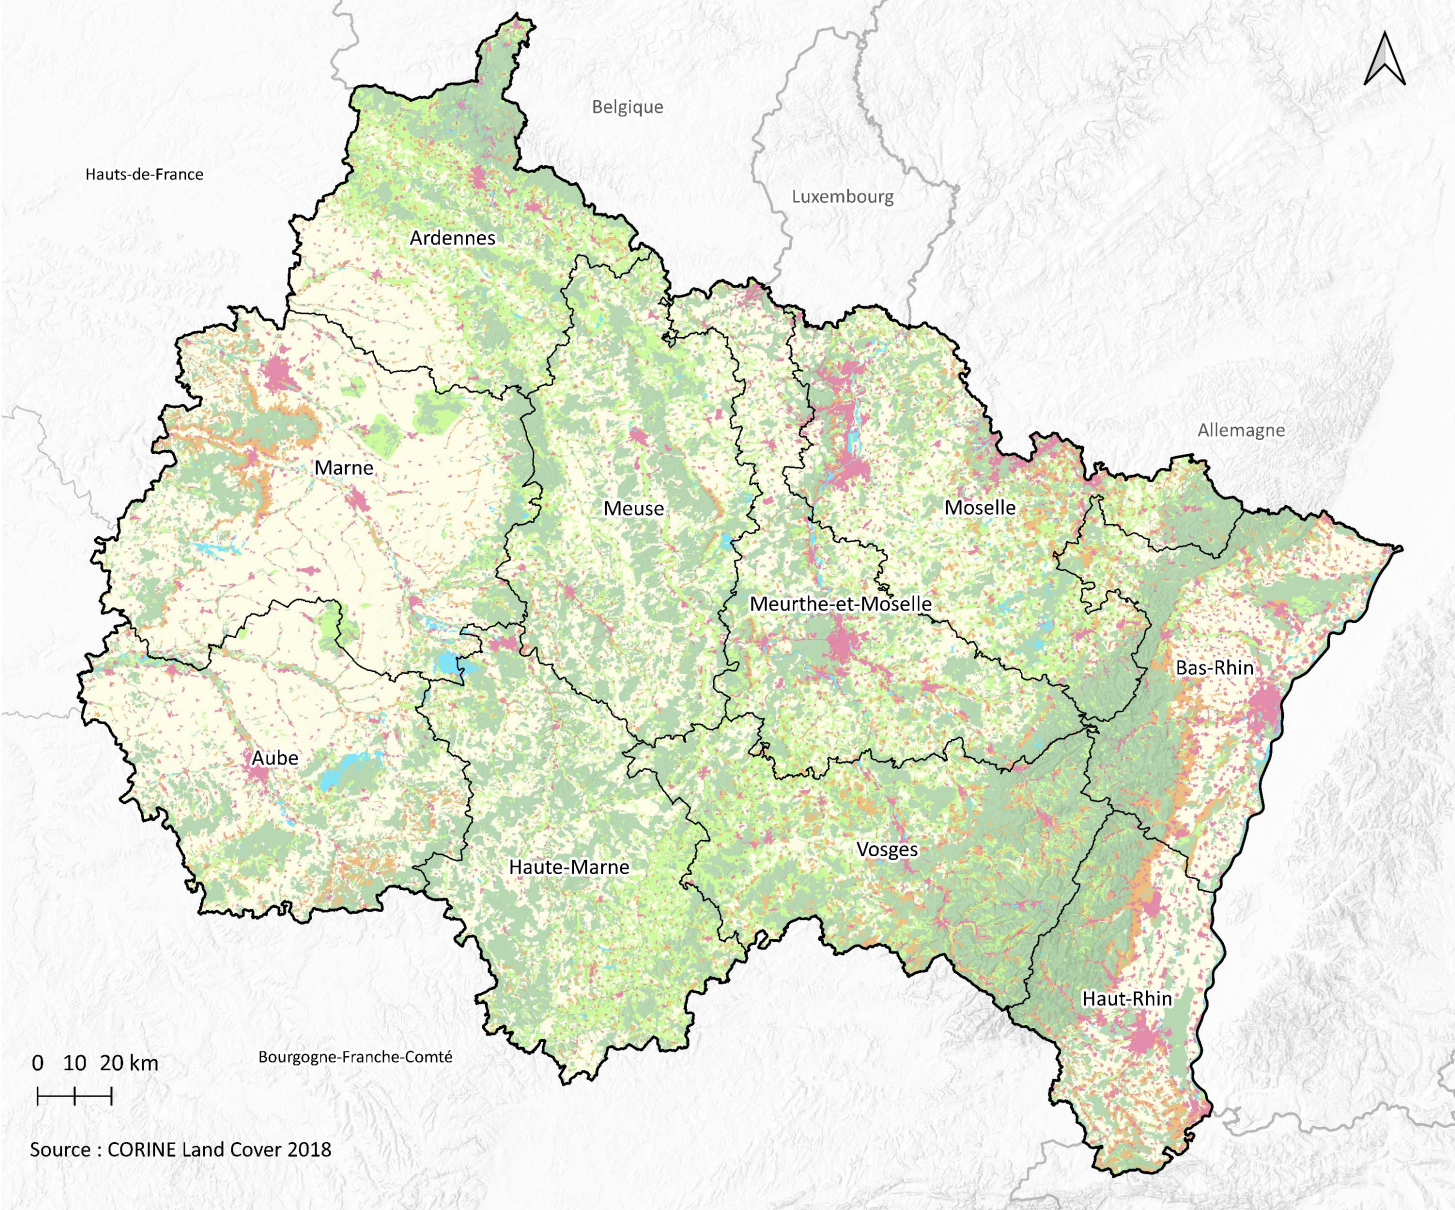 Belgique
Hauts-de-France
Luxembourg
Ardennes
Allemagne
Marne
Meuse
Moselle
Meurthe-et-Moselle
Bas-Rhin
Aube
Vosges
Haute-Marne
Haut-Rhin
Bourgogne-Franche-Comté
0 10 20 km
Source : CORINE Land Cover 2018